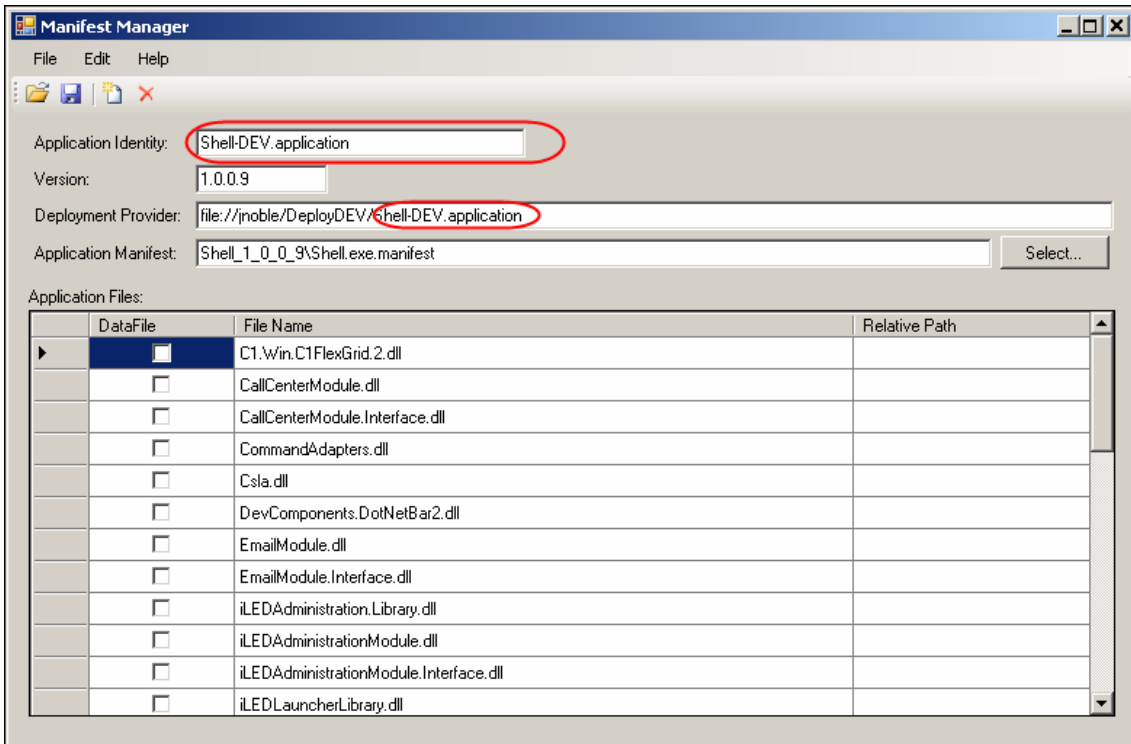 Manifest Manager
File Edit Help
Application Identity: Shell-DEV.application
Version: 1.0.0.9
Deployment Provider: file://jnoble/DeployDEV/Shell-DEV.application
Application Manifest: Shell_1_0_0_9\Shell.exe.manifest Select...
Application Files:
DataFile File Name Relative Path
C1.Win.C1FlexGrid.2.dll
CallCenterModule.dll
CallCenterModule.Interface.dll
CommandAdapters.dll
Csla.dll
DevComponents.DotNetBar2.dll
EmailModule.dll
EmailModule.Interface.dll
iLEDAdministration.Library.dll
iLEDAdministrationModule.dll
iLEDAdministrationModule.Interface.dll
iLEDLauncherLibrary.dll